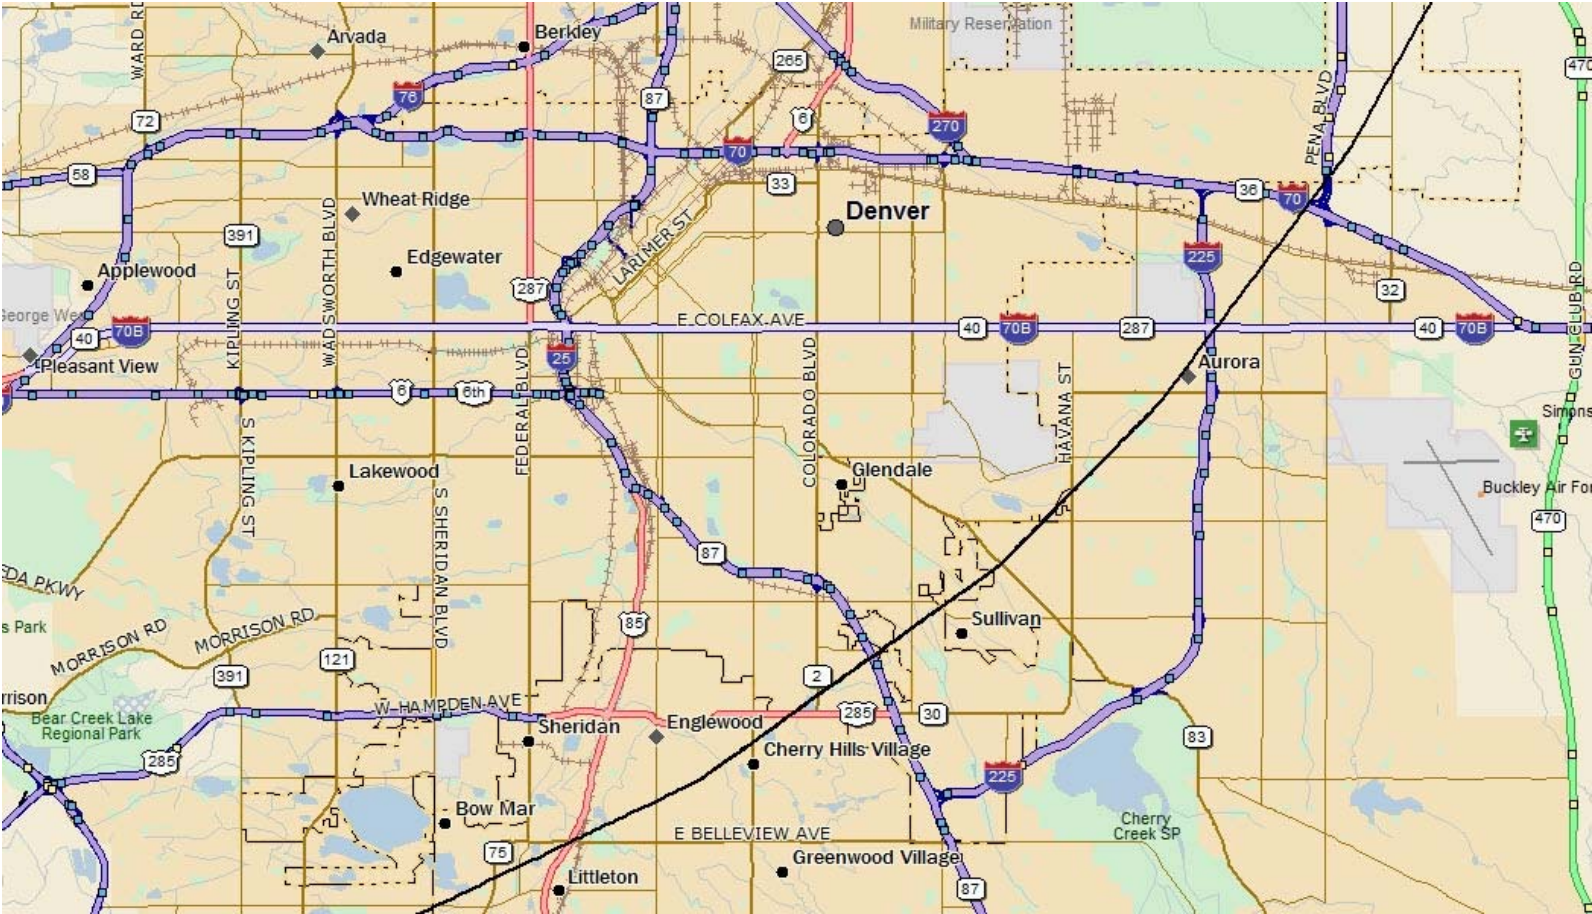 WARD RD
Arvada
Berkley
Military Reservation
265
470
76
87
PENA BLVD
72
6
270
70
58
33
36
70
Wheat Ridge
Denver
391
WADSWORTH BLVD
LARIMER ST
Edgewater
225
Applewood
KIPLING ST
287
32
GUN CLUB RD
George Wes
40
70B
E COLFAX AVE
40
70B
287
40
70B
Pleasant View
FEDERAL BLVD
25
COLORADO BLVD
Aurora
HAVANA ST
6
6th
Simons
S KIPLING ST
Lakewood
Glendale
S SHERIDAN BLVD
Buckley Air For
470
87
EDA PKWY
s Park
MORRISON RD
MORRISON RD
85
Sullivan
121
391
2
rrison
Bear Creek Lake
Regional Park
W HAMPDEN AVE
285
30
Sheridan
Englewood
83
Cherry Hills Village
285
225
Bow Mar
Cherry
Creek SP
E BELLEVIEW AVE
75
Greenwood Village
Littleton
87